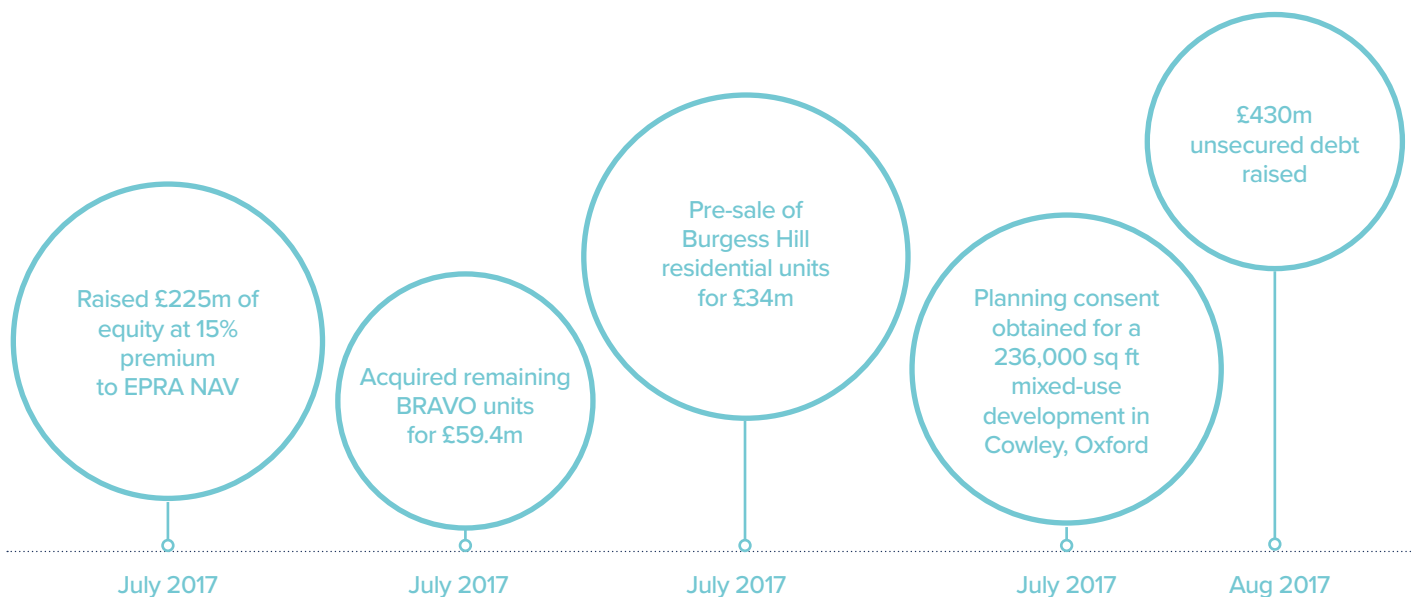 Raised £225m of
equity at 15%
premium
to EPRA NAV
Acquired remaining
BRAVO units
for £59.4m
Pre-sale of
Burgess Hill
residential units
for £34m
Planning consent
obtained for a
236,000 sq ft
mixed-use
development in
Cowley, Oxford
£430m
unsecured debt
raised
July 2017
July 2017
July 2017
July 2017
Aug 2017